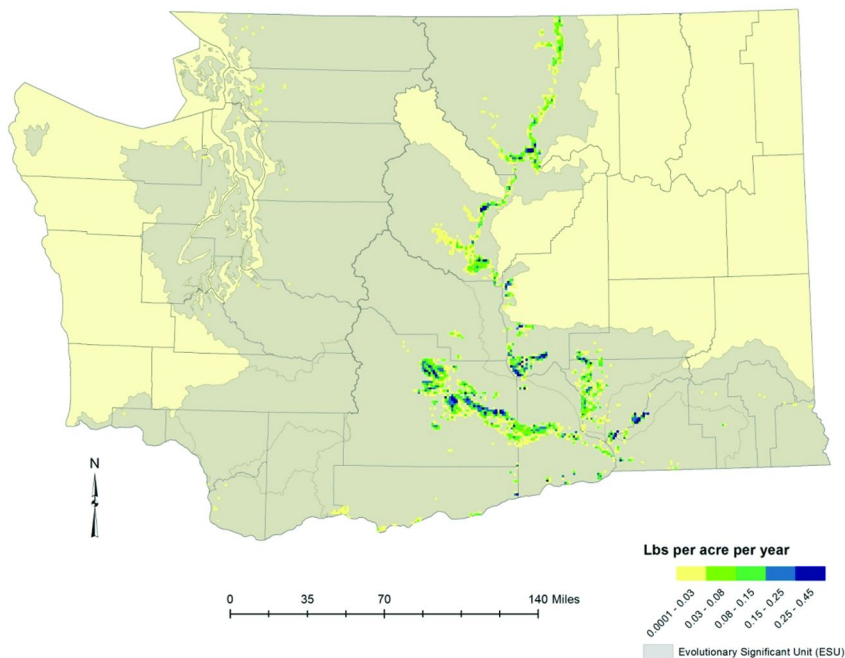 N
0 35 70 140 Miles
Lbs per acre per year
0.0001 - 0.03
0.03 - 0.08
0.08 - 0.15
0.15 - 0.25
0.25 - 0.45
Evolutionary Significant Unit (ESU)